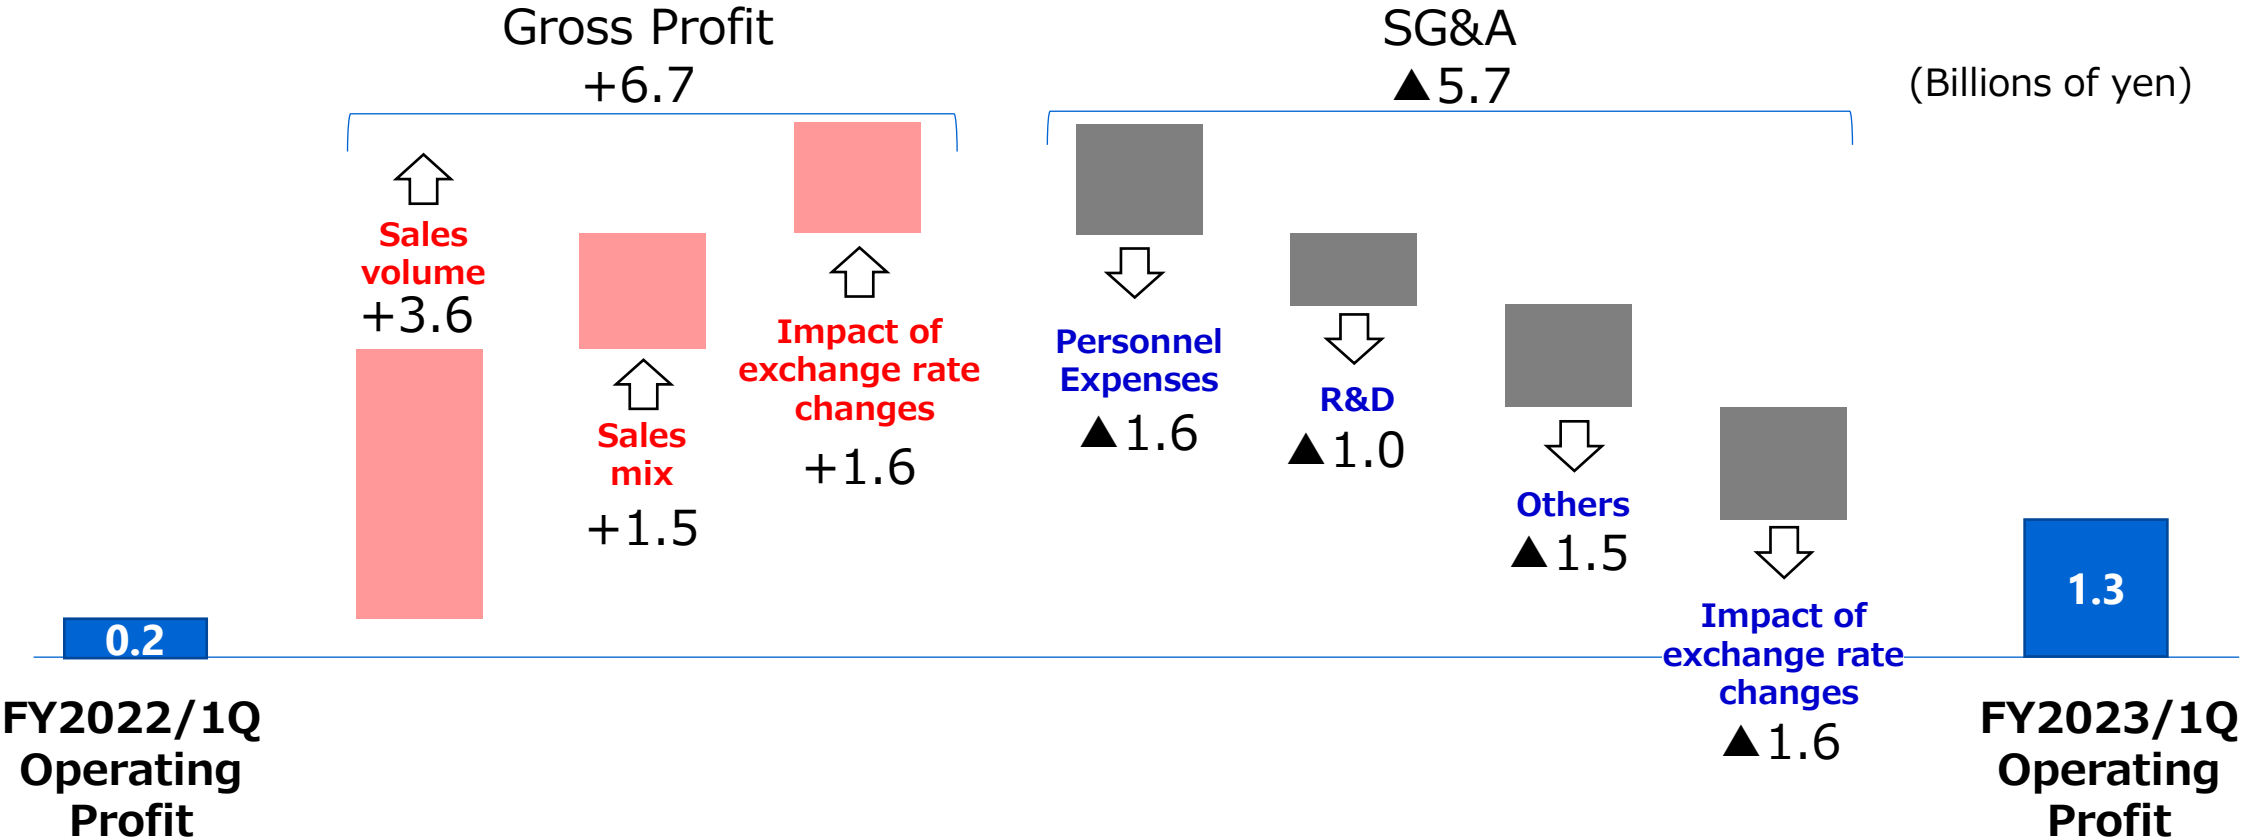 Gross Profit
+6.7
SG&A
▲5.7
(Billions of yen)
Sales
volume
+3.6
Sales
mix
+1.5
Impact of
exchange rate
changes
+1.6
Personnel
Expenses
▲1.6
R&D
▲1.0
Others
▲1.5
Impact of
exchange rate
changes
▲1.6
0.2
1.3
FY2022/1Q
Operating
Profit
FY2023/1Q
Operating
Profit